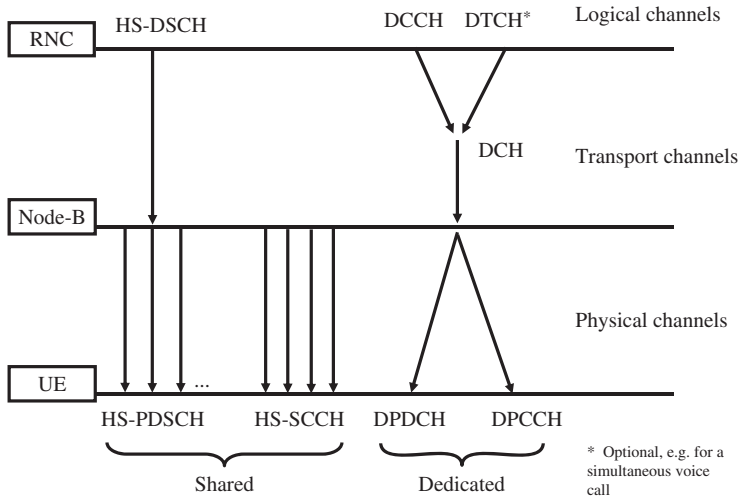 Logical channels
HS-DSCH
DCCH DTCH*
RNC
DCH
Transport channels
Node-B
Physical channels
UE
...
HS-PDSCH
HS-SCCH
DPDCH
DPCCH
Shared
Dedicated
* Optional, e.g. for a
simultaneous voice
call